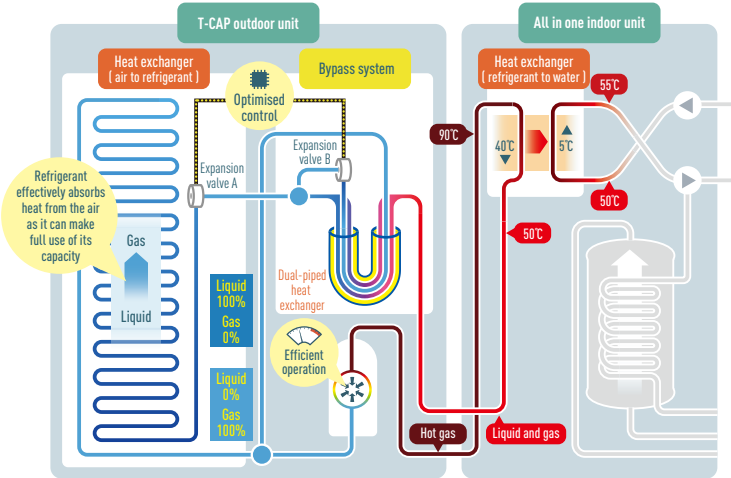 T-CAP outdoor unit
All in one indoor unit
Heat exchanger
( air to refrigerant )
Bypass system
Heat exchanger
( refrigerant to water )
Optimised
control
55℃
90℃
40℃
5℃
50℃
50℃
Expansion
valve B
Expansion
valve A
Refrigerant
effectively absorbs
heat from the air
as it can make
full use of its
capacity
Gas
Liquid
Dual-piped
heat
exchanger
Liquid
100%
Gas
0%
Efficient
operation
Liquid
0%
Gas
100%
Hot gas
Liquid and gas